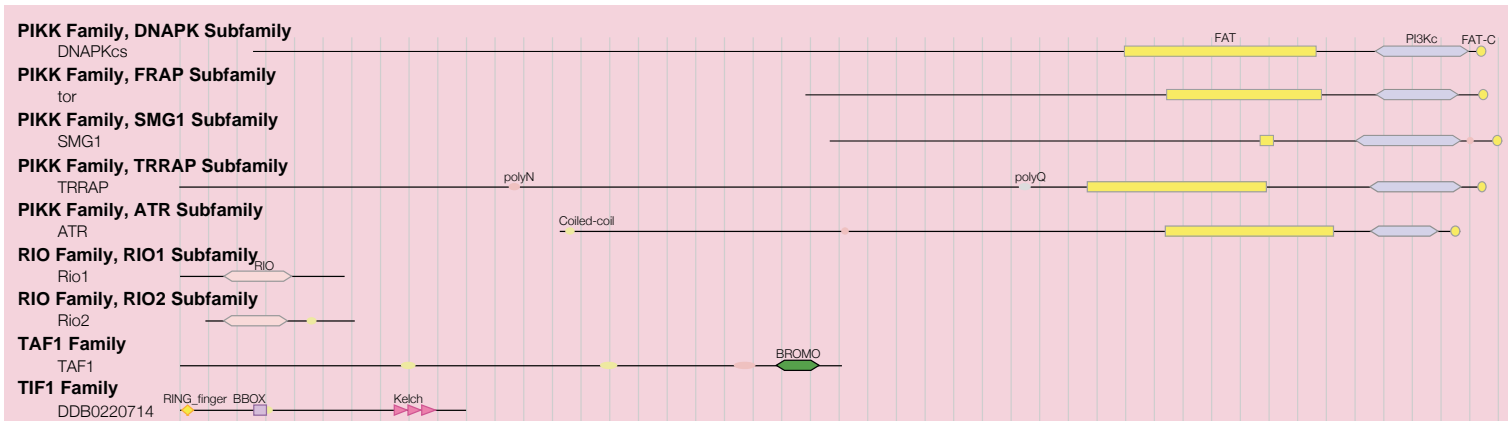 PIKK Family, DNAPK Subfamily
DNAPKcs FAT PI3Kc FAT-C
PIKK Family, FRAP Subfamily
tor
PIKK Family, SMG1 Subfamily
SMG1
PIKK Family, TRRAP Subfamily
TRRAP polyN polyQ
PIKK Family, ATR Subfamily
ATR Coiled-coil
RIO Family, RIO1 Subfamily
Rio1 RIO
RIO Family, RIO2 Subfamily
Rio2
TAF1 Family
TAF1 BROMO
TIF1 Family
DDB0220714 RING_finger BBOX Kelch